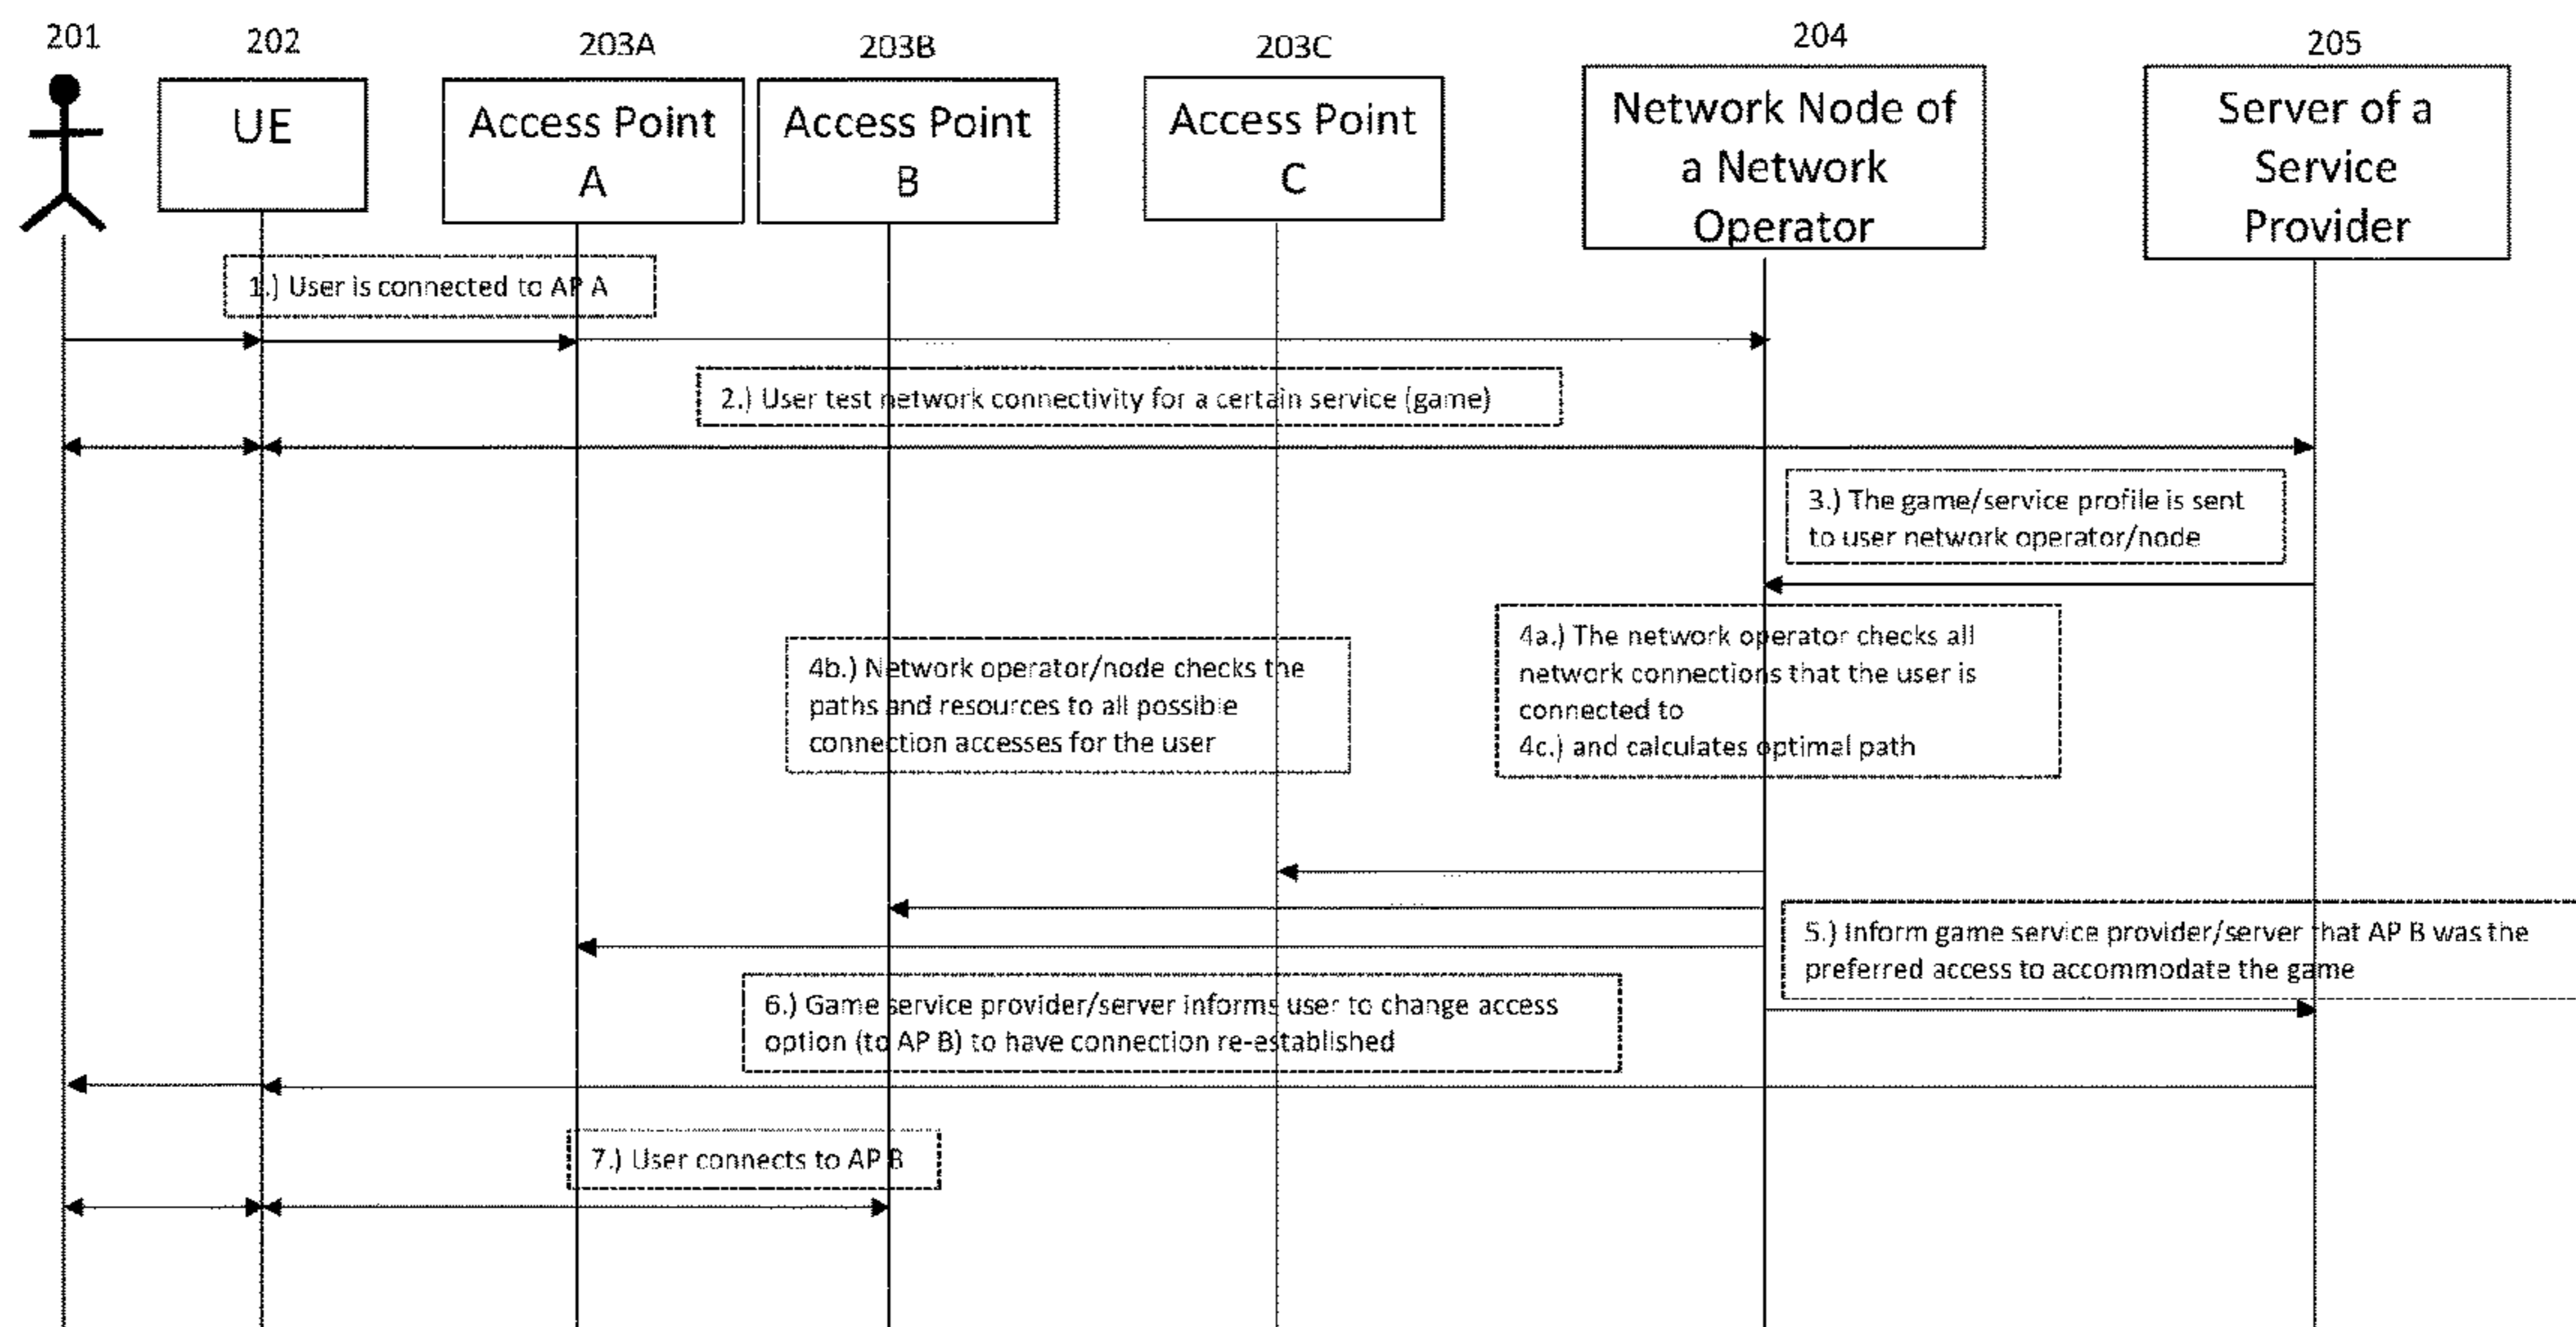 201
202
203A
203B
203C
204
205
UE
Access Point
A
Access Point
B
Access Point
C
Network Node of
a Network
Operator
Server of a
Service
Provider
1.) User is connected to AP A
2.) User test network connectivity for a certain service (game)
3.) The game/service profile is sent
to user network operator/node
4a.) The network operator checks all
network connections that the user is
connected to
4c.) and calculates optimal path
4b.) Network operator/node checks the
paths and resources to all possible
connection accesses for the user
5.) Inform game service provider/server that AP B was the
preferred access to accommodate the game
6.) Game service provider/server informs user to change access
option (to AP B) to have connection re-established
7.) User connects to AP B